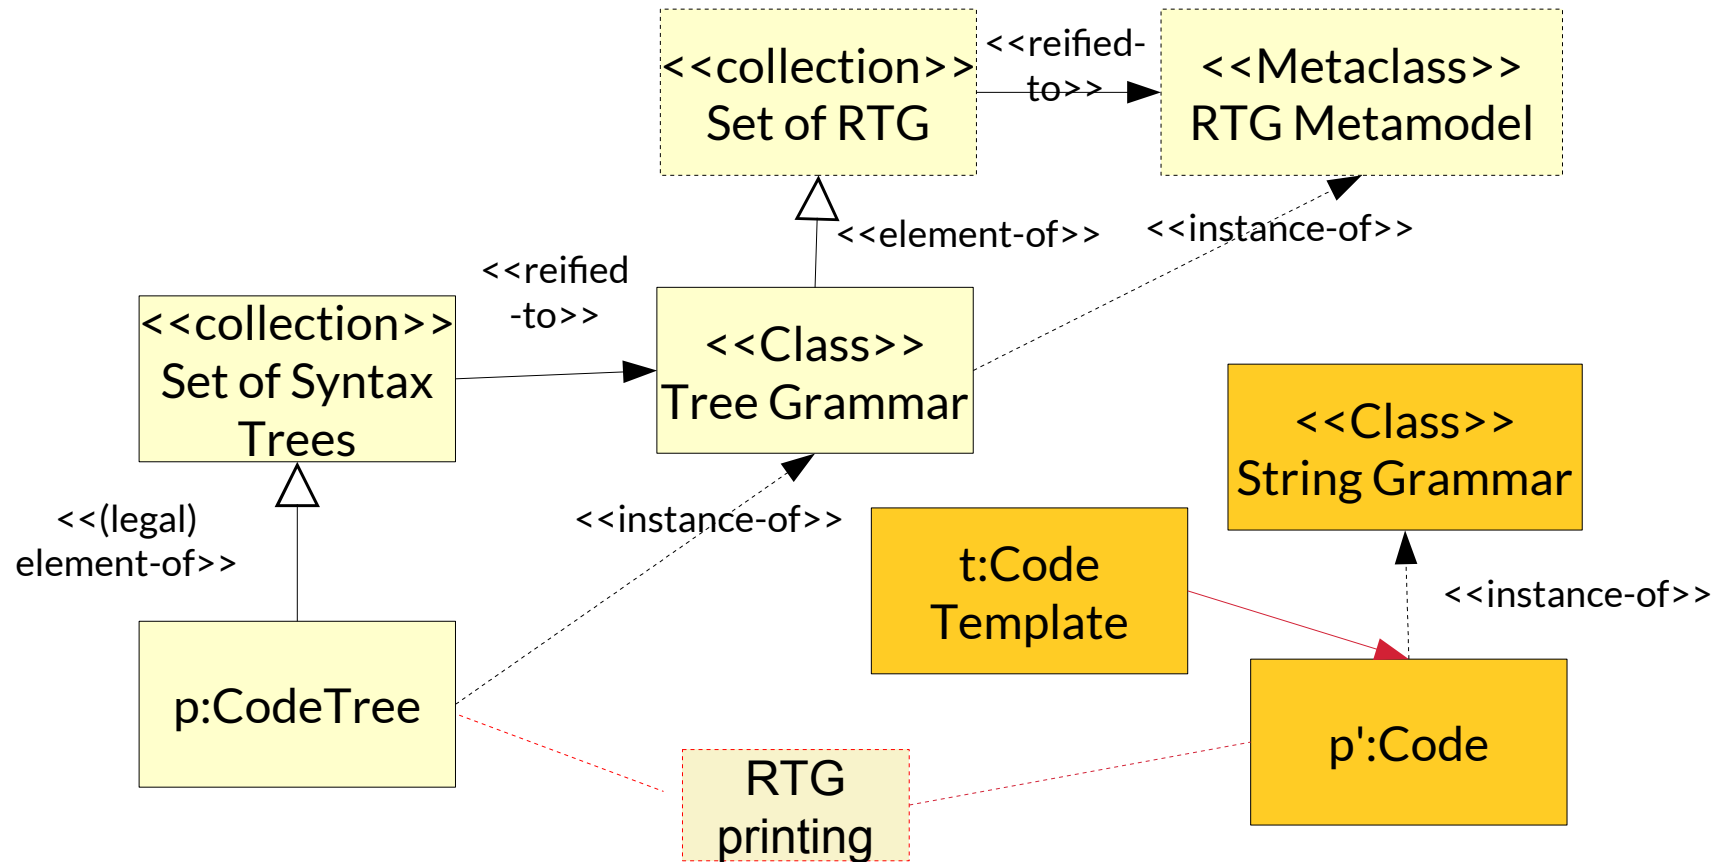 <<collection>>
Set of RTG
<<reified-
to>>
<<Metaclass>>
RTG Metamodel
<<element-of>>
<<instance-of>>
<<reified
-to>>
<<collection>>
Set of Syntax
Trees
<<Class>>
Tree Grammar
<<Class>>
String Grammar
<<(legal)
element-of>>
<<instance-of>>
t:Code
Template
<<instance-of>>
p:CodeTree
p':Code
RTG
printing